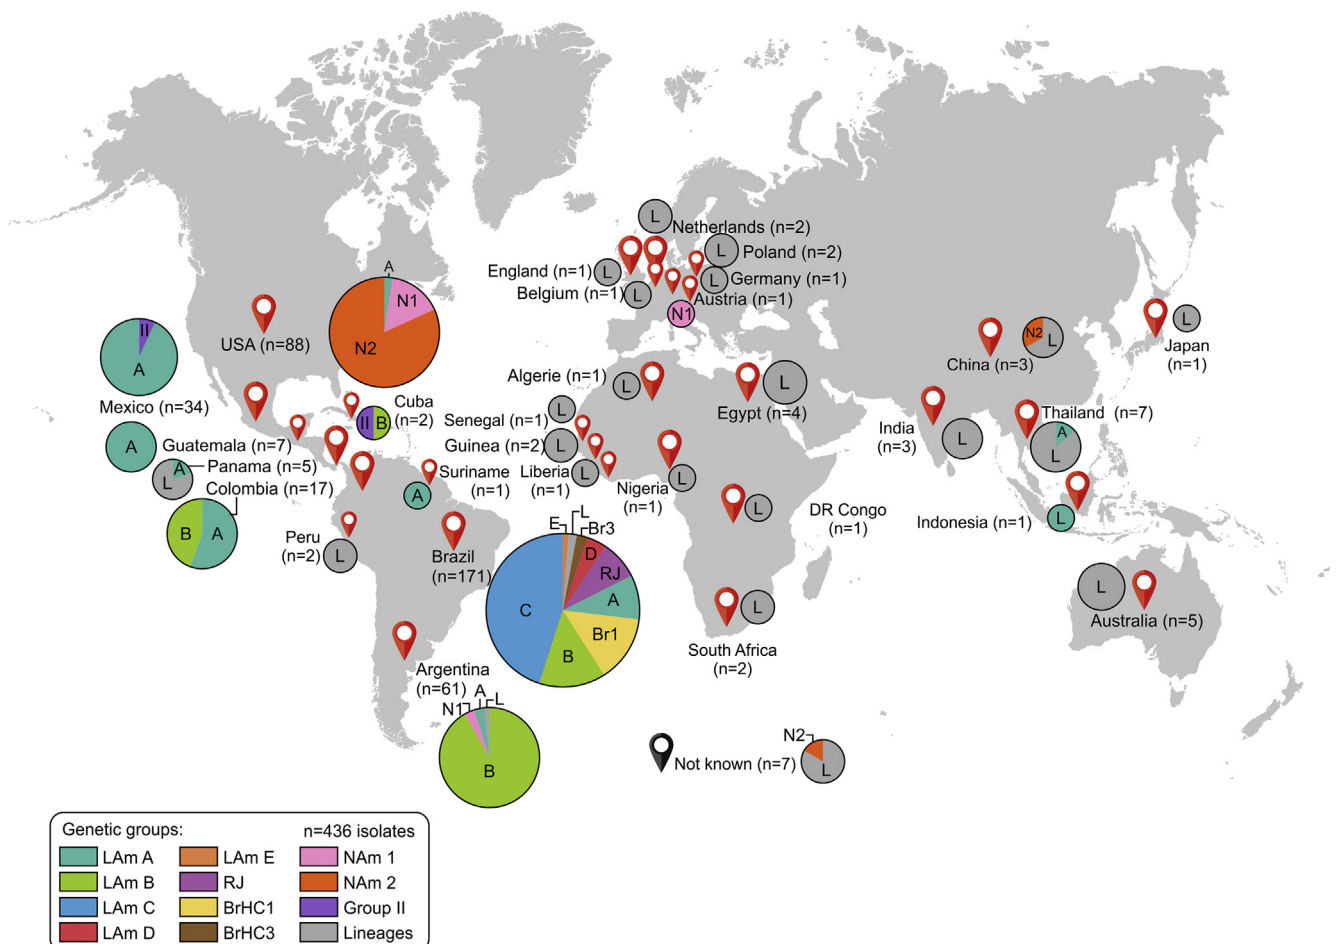 L
Netherlands (n=2)
L
Poland (n=2)
England (n=1)
L
L
Germany (n=1)
Belgium (n=1)
L
Austria (n=1)
N1
A
N1
N2
USA (n=88)
II
A
Mexico (n=34)
Cuba
(n=2)
II
B
A
Guatemala (n=7)
A
L
Panama (n=5)
Colombia (n=17)
B
A
Suriname
(n=1)
A
Peru
(n=2)
L
Brazil
(n=171)
E
L
Br3
D
RJ
A
Br1
B
C
Argentina
(n=61)
N1
A
L
B
Algerie (n=1)
L
Egypt (n=4)
L
Senegal (n=1)
L
Guinea (n=2)
L
Liberia
(n=1)
L
Nigeria
(n=1)
L
L
DR Congo
(n=1)
L
South Africa
(n=2)
China (n=3)
N2
L
L
Japan
(n=1)
India
(n=3)
L
Thailand (n=7)
A
L
Indonesia (n=1)
L
L
Australia (n=5)
N2
Not known (n=7)
L
Genetic groups:
n=436 isolates
LAm A
LAm E
NAm 1
LAm B
RJ
NAm 2
LAm C
BrHC1
Group II
LAm D
BrHC3
Lineages